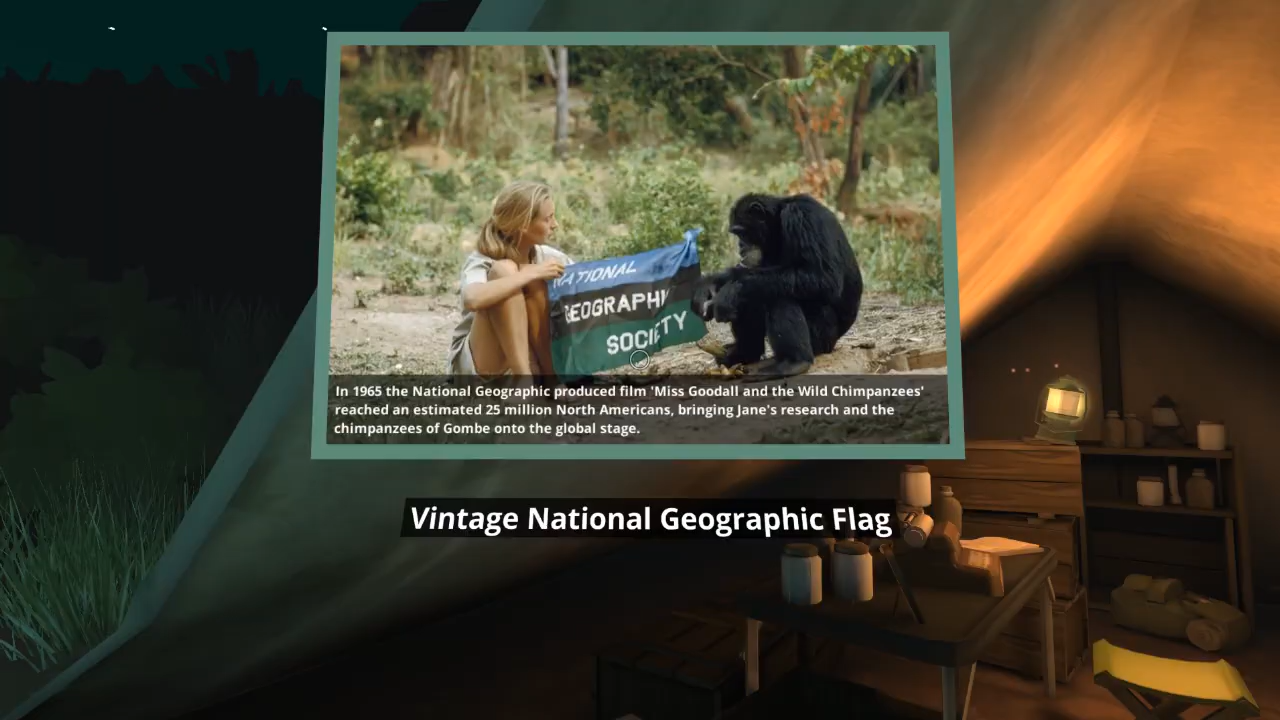 NATIONAL
GEOGRAPHI
SOCIETY
In 1965 the National Geographic produced film 'Miss Goodall and the Wild Chimpanzees'
reached an estimated 25 million North Americans, bringing Jane's research and the
chimpanzees of Gombe onto the global stage.
Vintage National Geographic Flag